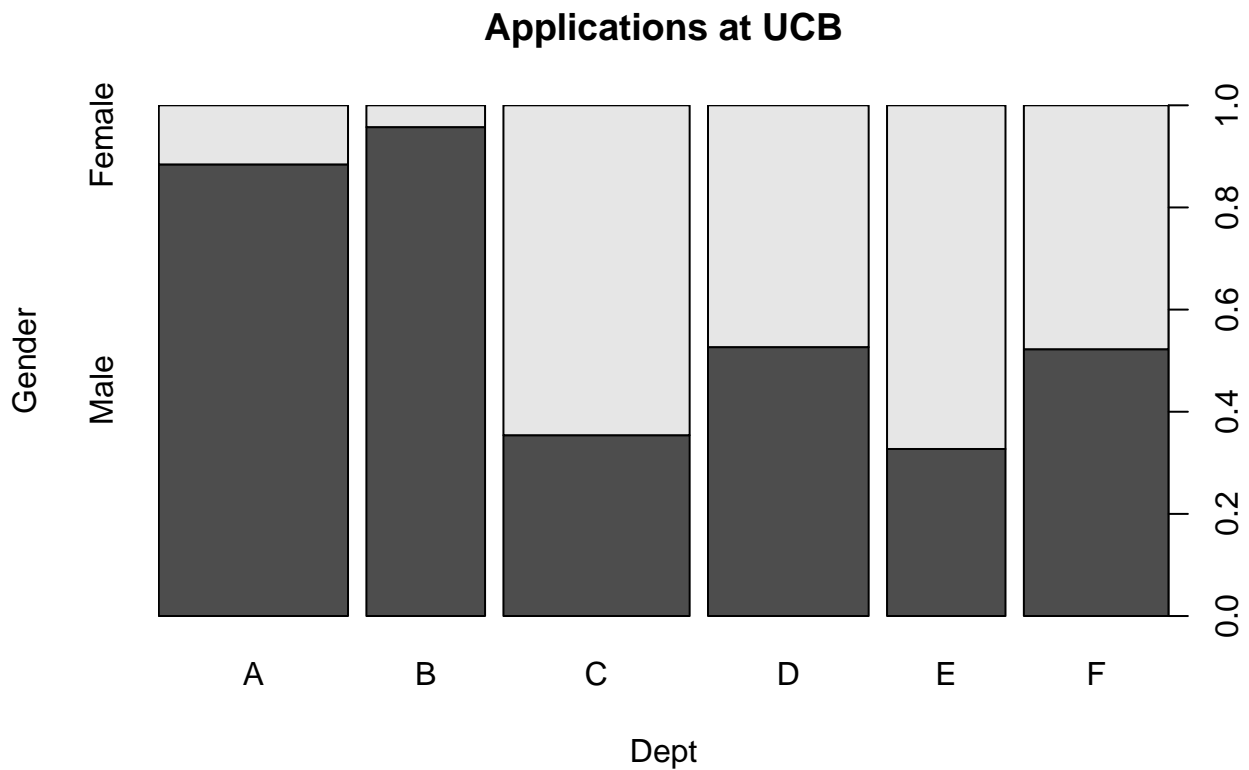 Applications at UCB
Female
Male
Gender
1.0
0.8
0.6
0.4
0.2
0.0
A B C D E F
Dept